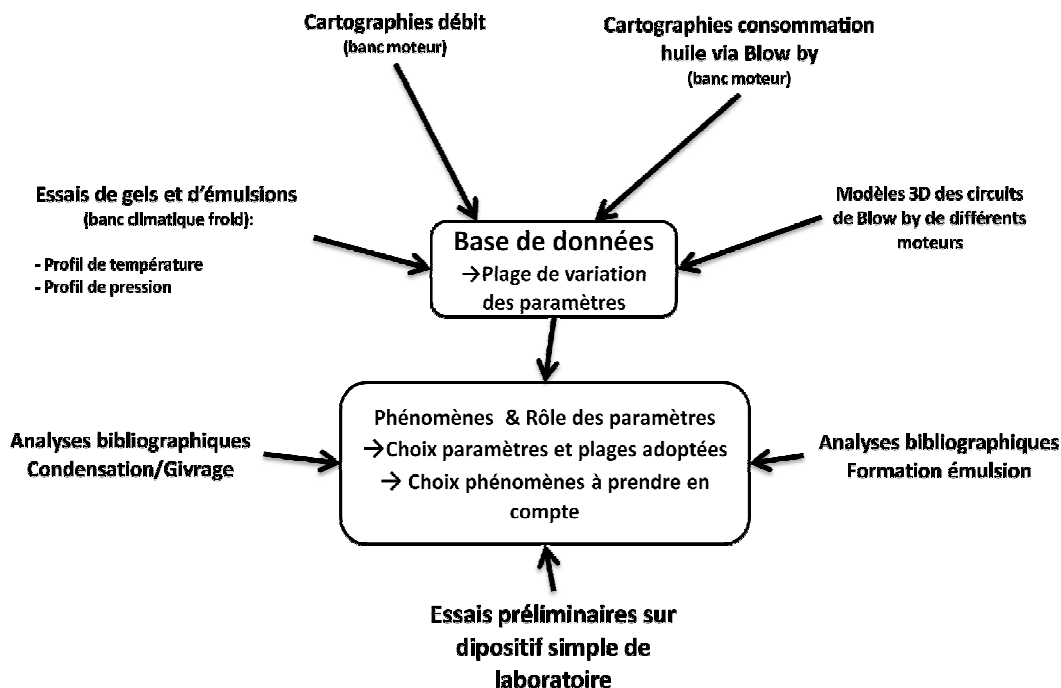 Cartographies débit
(banc moteur)
Cartographies consommation
huile via Blow by
(banc moteur)
Essais de gels et d'émulsions
(banc climatique froid):
- Profil de température
- Profil de pression
Base de données
→Plage de variation
des paramètres
Modèles 3D des circuits
de Blow by de différents
moteurs
Analyses bibliographiques
Condensation/Givrage
Phénomènes & Rôle des paramètres
→Choix paramètres et plages adoptées
→ Choix phénomènes à prendre en
compte
Analyses bibliographiques
Formation émulsion
Essais préliminaires sur
dipositif simple de
laboratoire